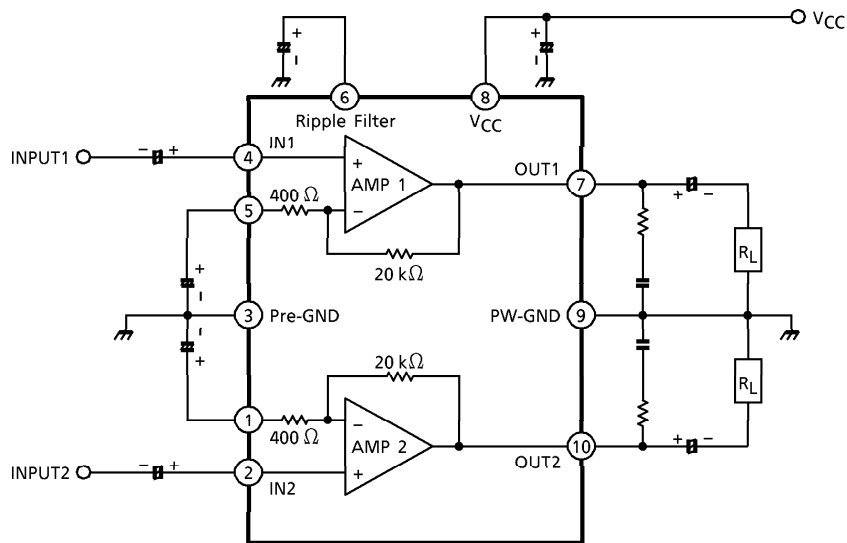 +
−
+
−
VCC
6
8
Ripple Filter
VCC
INPUT1
− +
4
IN1
+
AMP 1
−
OUT1
7
+ −
5
400 Ω
20 kΩ
RL
+
−
3
Pre-GND
PW-GND
9
−
+
20 kΩ
RL
1
400 Ω
−
AMP 2
+
10
+ −
OUT2
INPUT2
− +
2
IN2